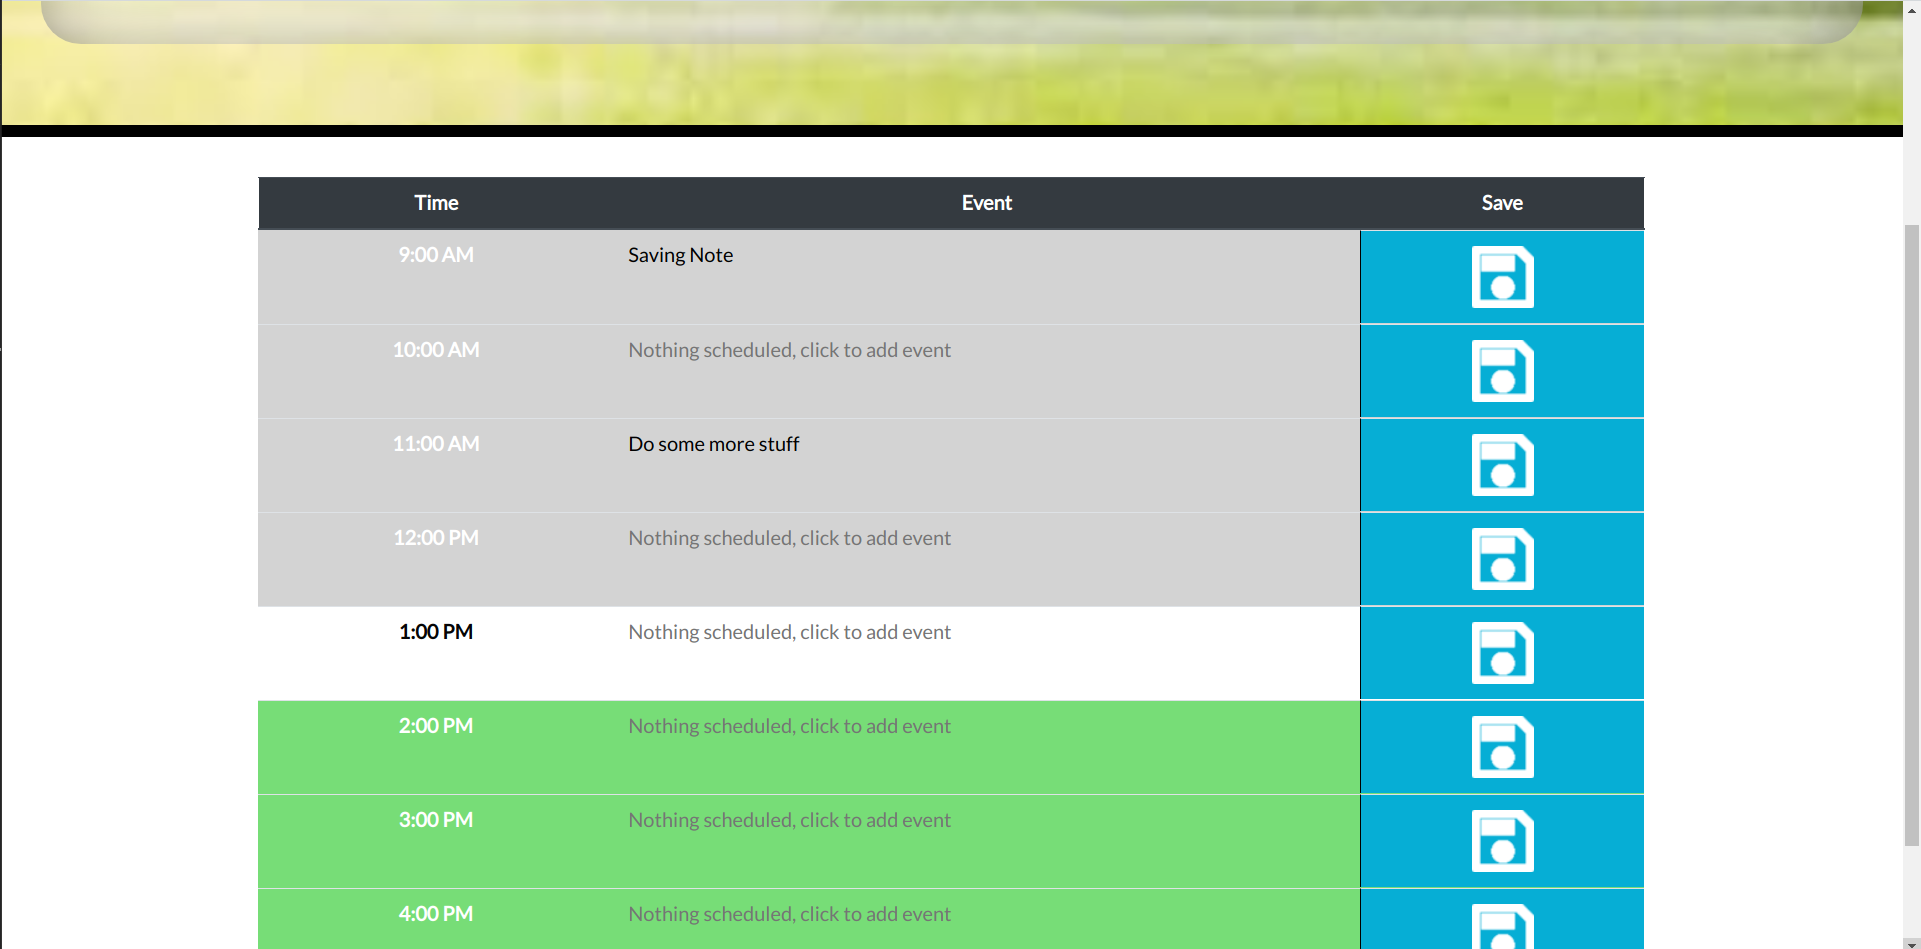 Time Event Save
9:00 AM Saving Note
10:00 AM Nothing scheduled, click to add event
11:00 AM Do some more stuff
12:00 PM Nothing scheduled, click to add event
1:00 PM Nothing scheduled, click to add event
2:00 PM Nothing scheduled, click to add event
3:00 PM Nothing scheduled, click to add event
4:00 PM Nothing scheduled, click to add event